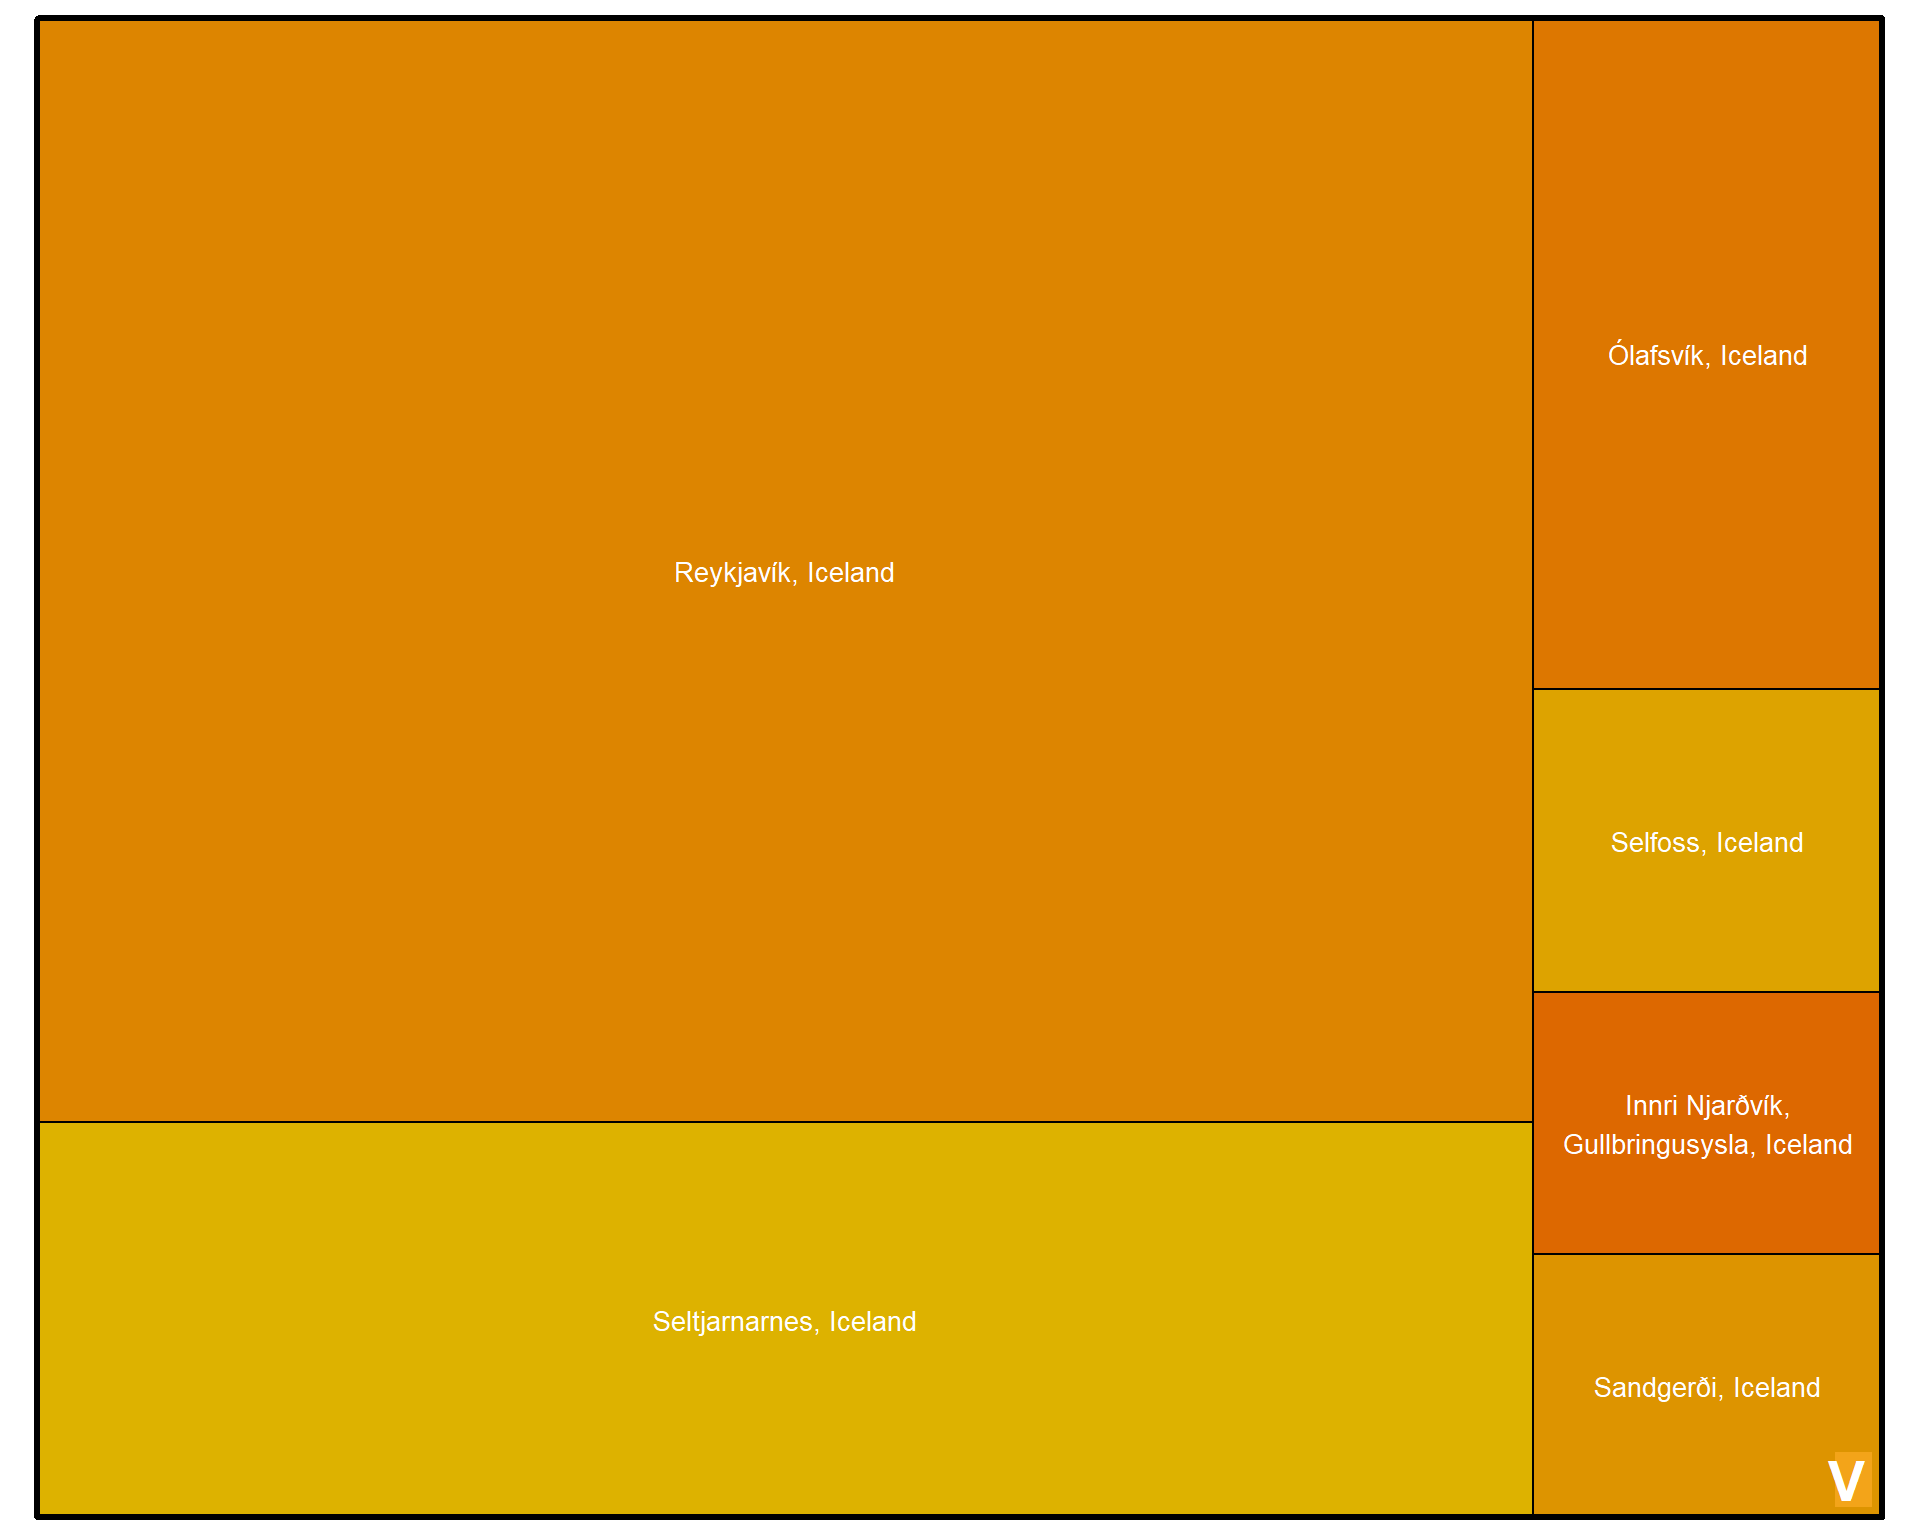 Reykjavík, Iceland
Seltjarnarnes, Iceland
Ólafsvík, Iceland
Selfoss, Iceland
Innri Njarðvík,
Gullbringusysla, Iceland
Sandgerði, Iceland
V